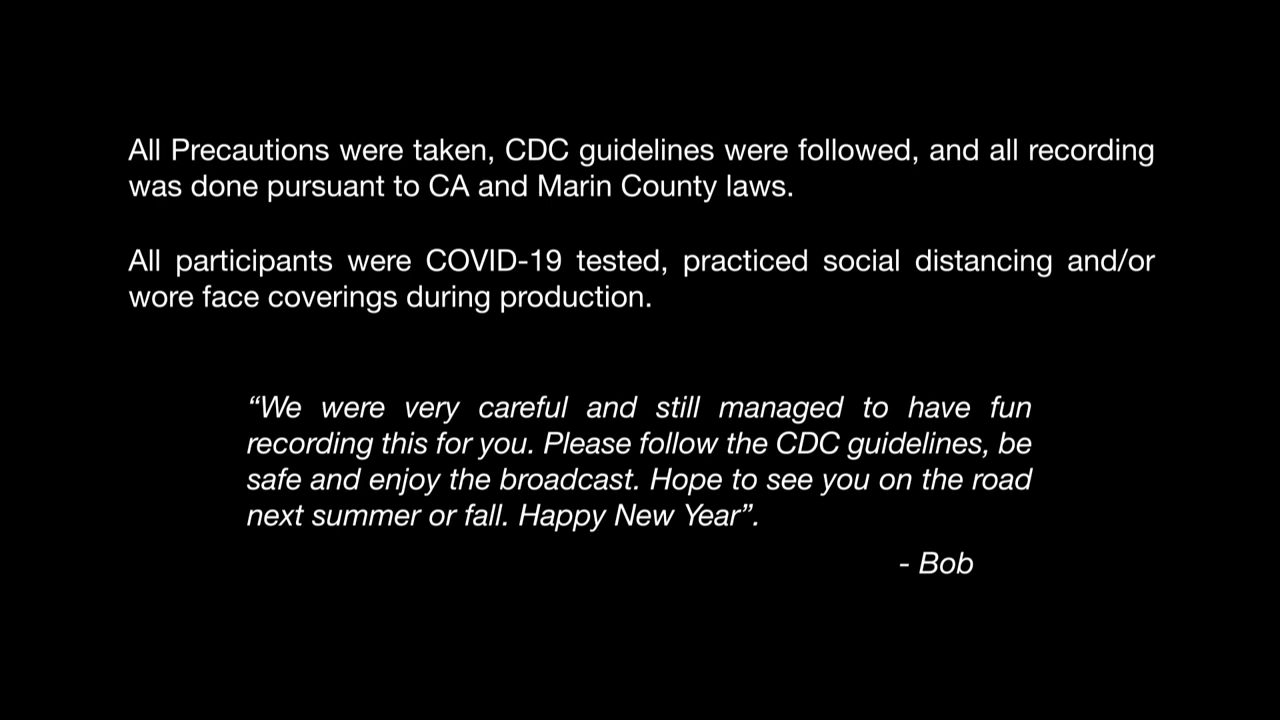 All Precautions were taken, CDC guidelines were followed, and all recording
was done pursuant to CA and Marin County laws.
All participants were COVID-19 tested, practiced social distancing and/or
wore face coverings during production.
“We were very careful and still managed to have fun
recording this for you. Please follow the CDC guidelines, be
safe and enjoy the broadcast. Hope to see you on the road
next summer or fall. Happy New Year”.
- Bob